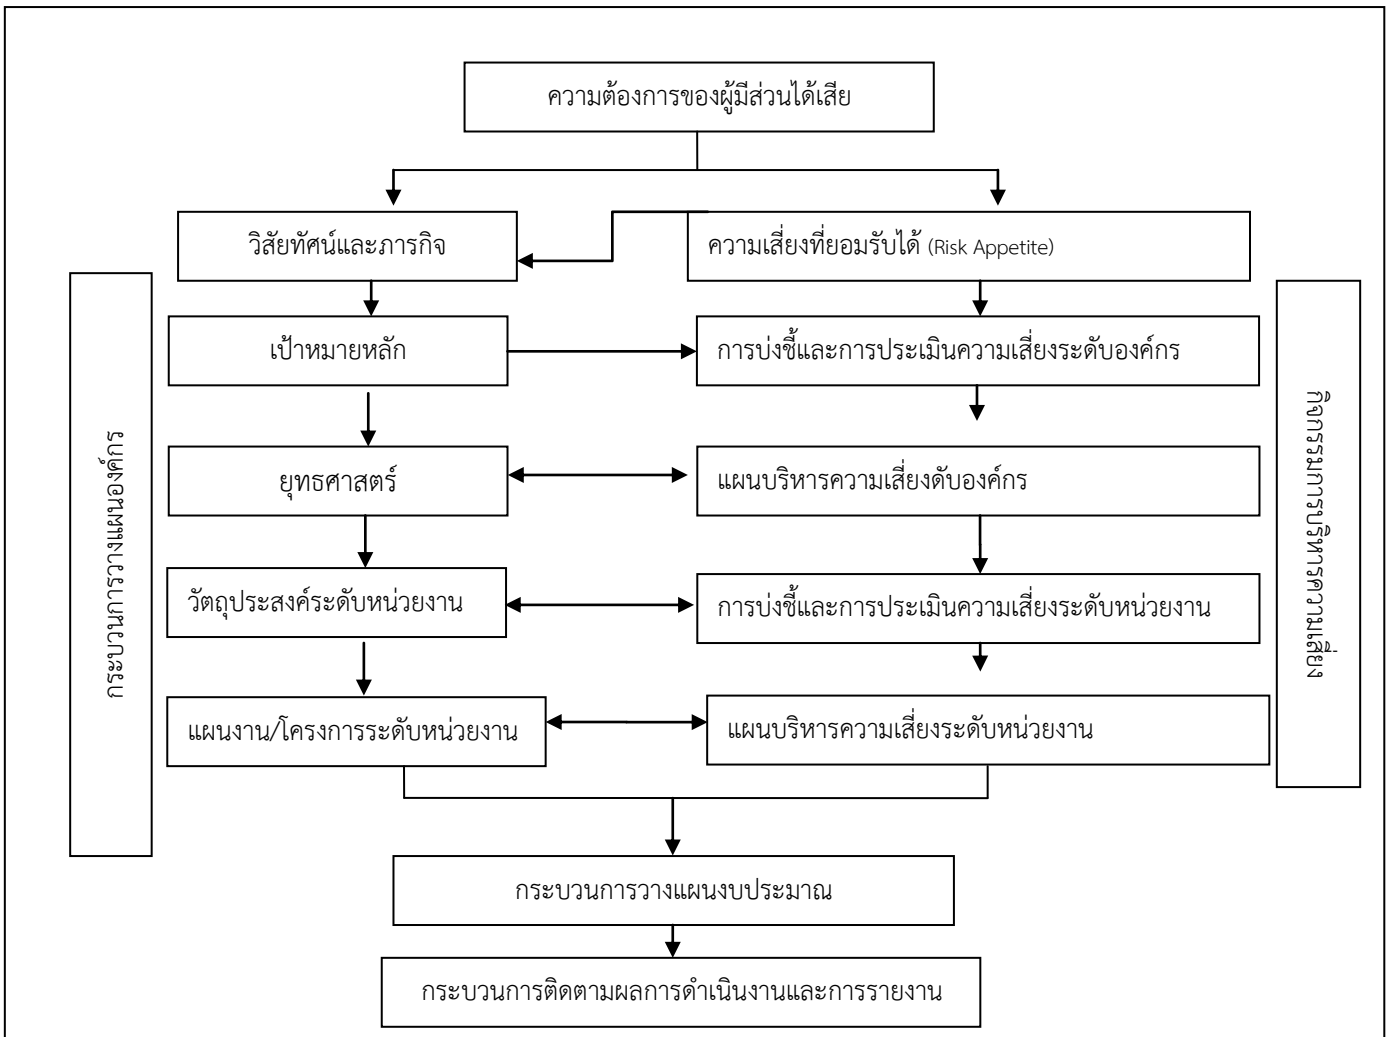 ความต้องการของผู้มีส่วนได้เสีย
วิสัยทัศน์และภารกิจ
ความเสี่ยงที่ยอมรับได้ (Risk Appetite)
เป้าหมายหลัก
การบ่งชี้และการประเมินความเสี่ยงระดับองค์กร
ยุทธศาสตร์
แผนบริหารความเสี่ยงดับองค์กร
วัตถุประสงค์ระดับหน่วยงาน
การบ่งชี้และการประเมินความเสี่ยงระดับหน่วยงาน
แผนงาน/โครงการระดับหน่วยงาน
แผนบริหารความเสี่ยงระดับหน่วยงาน
กระบวนการวางแผนองค์กร
กิจกรรมการบริหารความเสี่ยง
กระบวนการวางแผนงบประมาณ
กระบวนการติดตามผลการดำเนินงานและการรายงาน